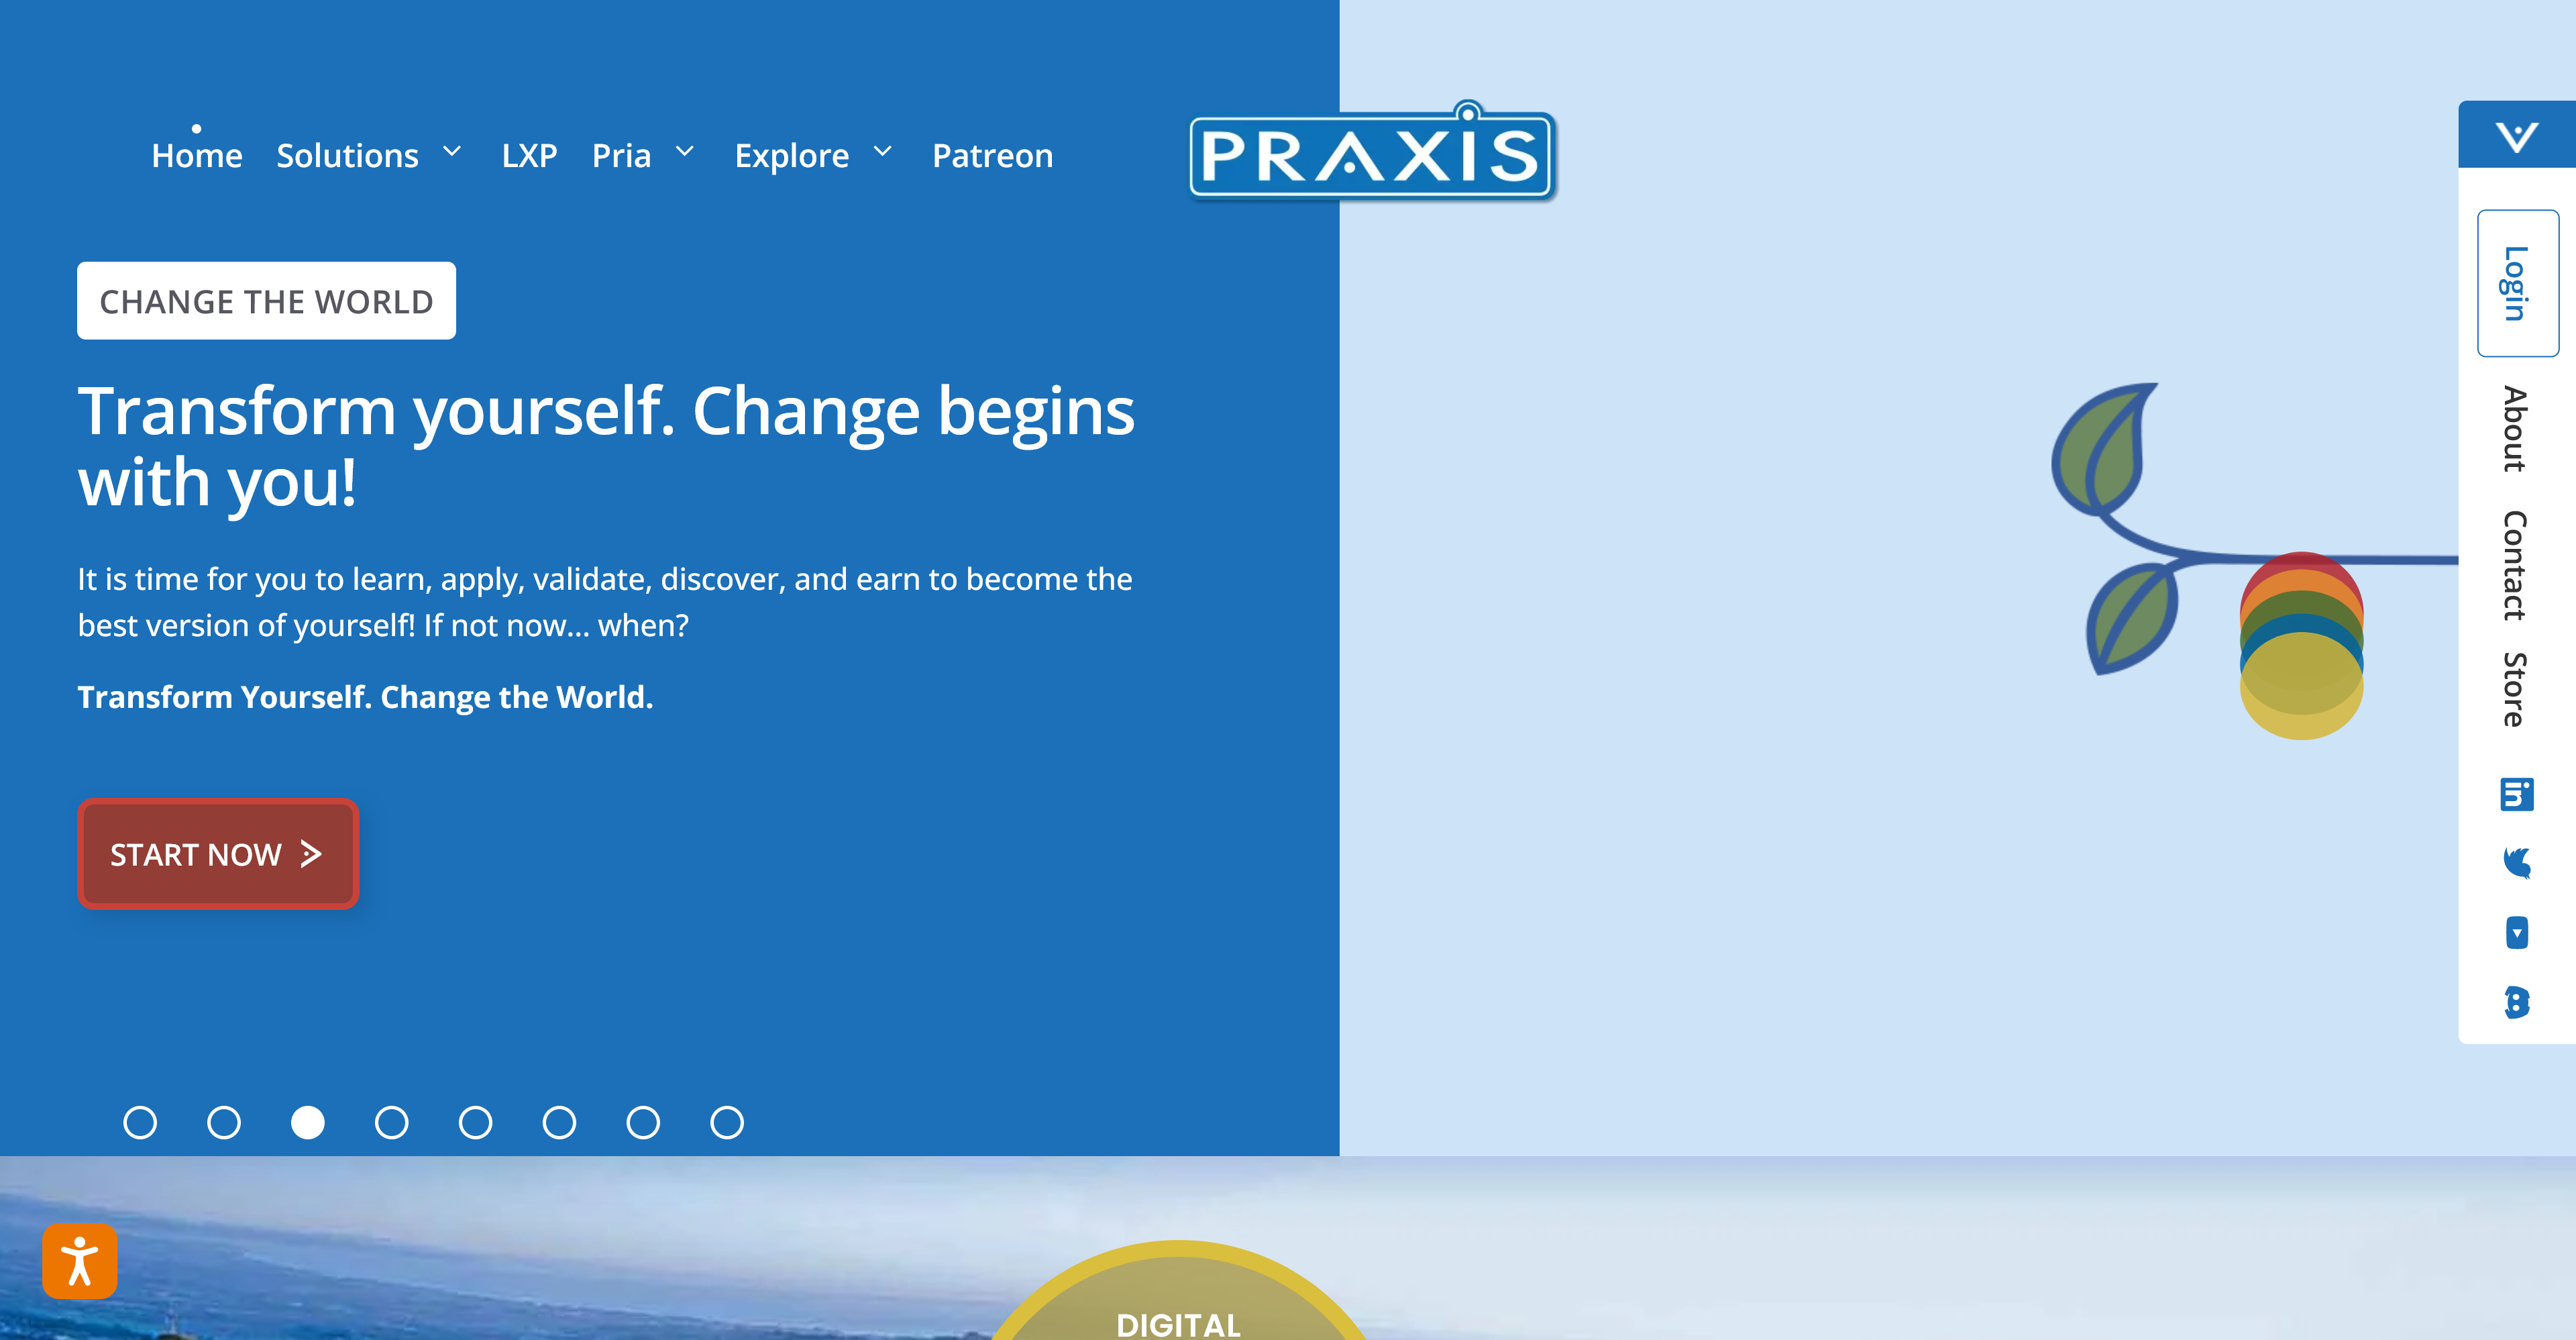 Home Solutions LXP Pria Explore Patreon
PRAXIS
CHANGE THE WORLD
Transform yourself. Change begins
with you!
It is time for you to learn, apply, validate, discover, and earn to become the
best version of yourself! If not now... when?
Transform Yourself. Change the World.
START NOW
Login
About
Contact
Store
in
DIGITAL